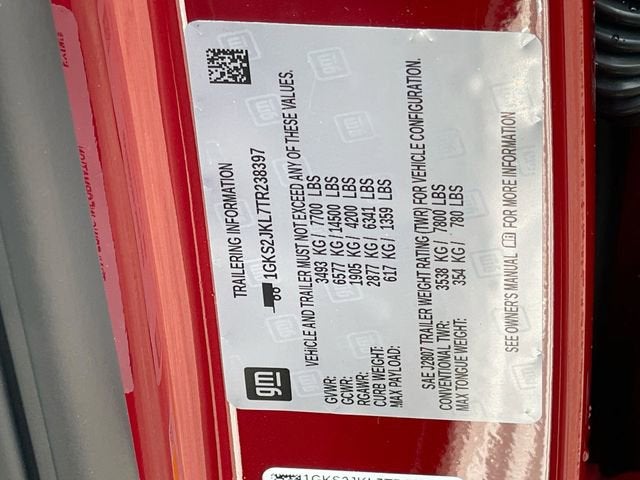 gm
TRAILERING INFORMATION
1GKS2JKL7TR238397
VEHICLE AND TRAILER MUST NOT EXCEED ANY OF THESE VALUES.
GVWR: 3493 KG/ 7700 LBS
GCWR: 6577 KG/14500 LBS
RGAWR: 1905 KG/ 4200 LBS
CURB WEIGHT: 2877 KG/ 6341 LBS
MAX PAYLOAD: 617 KG/ 1359 LBS
SAE J2807 TRAILER WEIGHT RATING (TWR) FOR VEHICLE CONFIGURATION.
CONVENTIONAL TWR: 3538 KG/ 7800 LBS
MAX TONGUE WEIGHT: 354 KG/ 780 LBS
SEE OWNER'S MANUAL FOR MORE INFORMATION
1GKS2JKL7TR